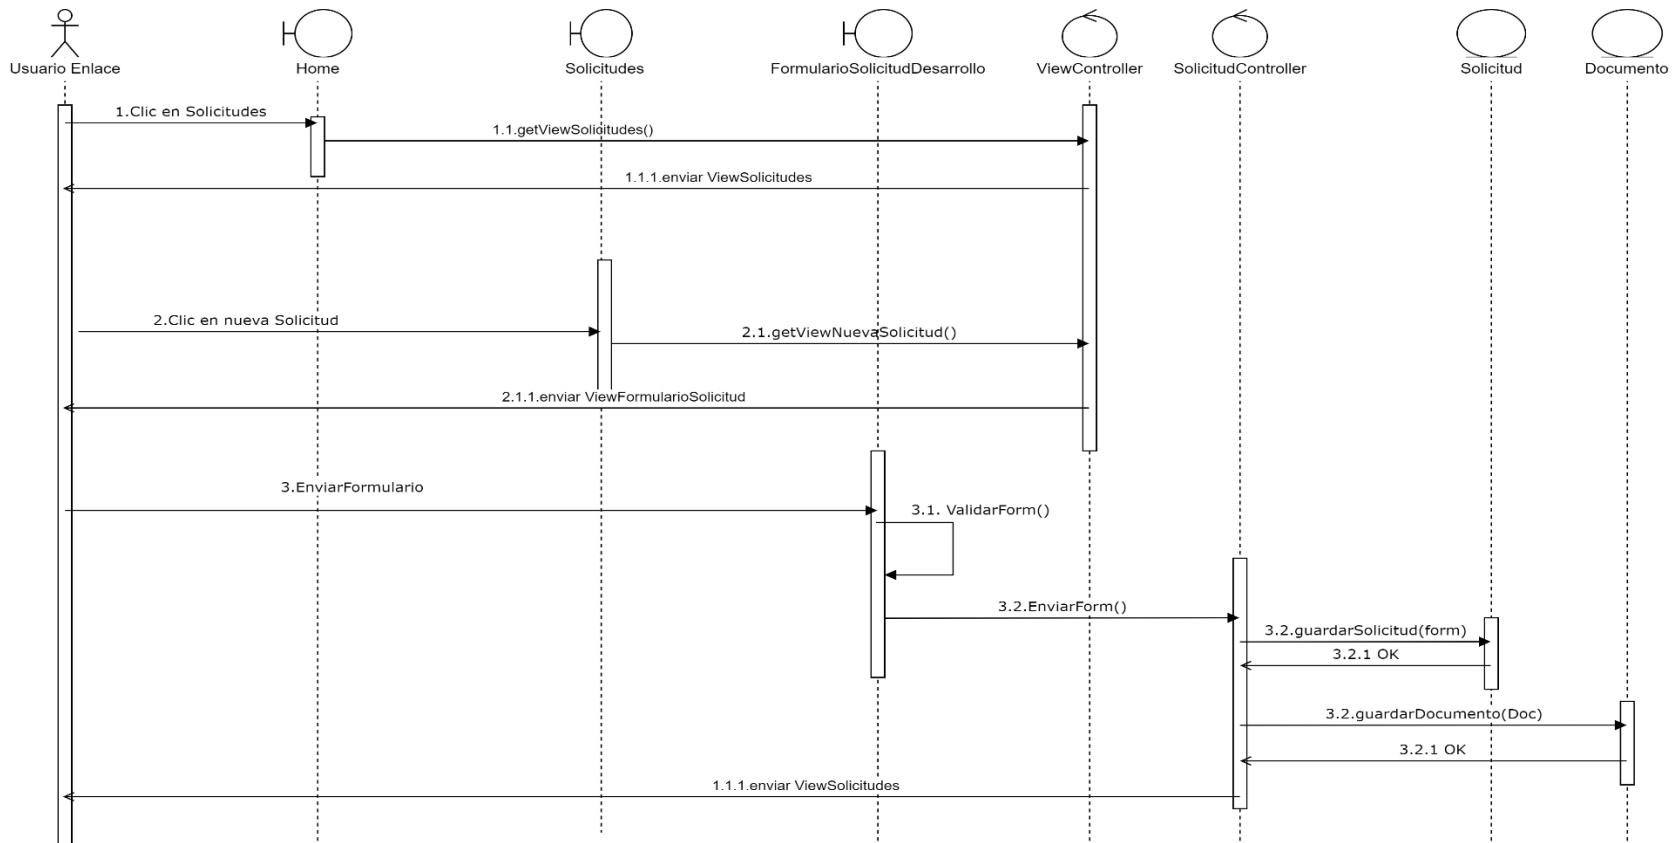 Usuario Enlace
Home
Solicitudes
FormularioSolicitudDesarrollo
ViewController
SolicitudController
Solicitud
Documento
1.Clic en Solicitudes
1.1.getViewSolicitudes()
1.1.1.enviar ViewSolicitudes
2.Clic en nueva Solicitud
2.1.getViewNuevaSolicitud()
2.1.1.enviar ViewFormularioSolicitud
3.EnviarFormulario
3.1. ValidarForm()
3.2.EnviarForm()
3.2.guardarSolicitud(form)
3.2.1 OK
3.2.guardarDocumento(Doc)
3.2.1 OK
1.1.1.enviar ViewSolicitudes